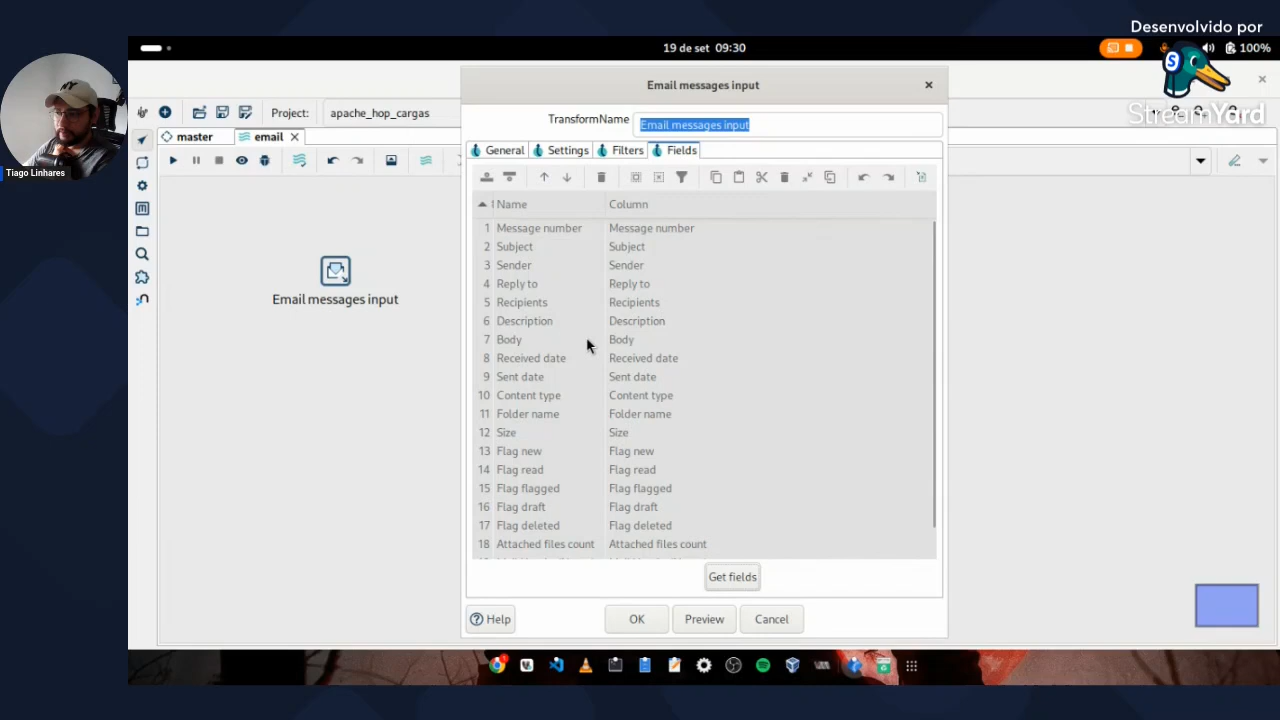 Desenvolvido por
StreamYard
19 de set 09:30
100%
Tiago Linhares
Email messages input
Project:
apache_hop_cargas
TransformName
Email messages input
master
email
General
Settings
Filters
Fields
Name
Column
1 Message number Message number
2 Subject Subject
3 Sender Sender
4 Reply to Reply to
5 Recipients Recipients
6 Description Description
7 Body Body
8 Received date Received date
9 Sent date Sent date
10 Content type Content type
11 Folder name Folder name
12 Size Size
13 Flag new Flag new
14 Flag read Flag read
15 Flag flagged Flag flagged
16 Flag draft Flag draft
17 Flag deleted Flag deleted
18 Attached files count Attached files count
Email messages input
Get fields
Help
OK
Preview
Cancel